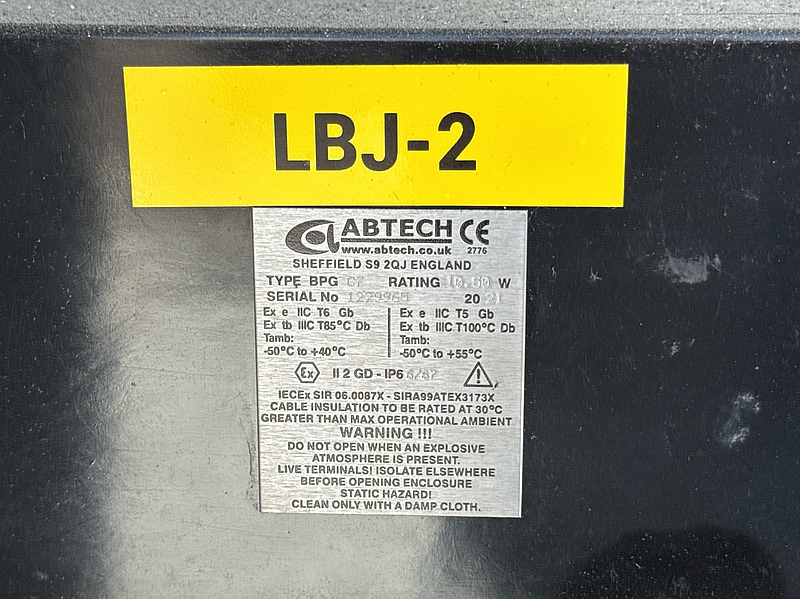 LBJ-2
ABTECH CE
www.abtech.co.uk 2776
SHEFFIELD S9 2QJ ENGLAND
TYPE BPG RATING W
SERIAL No 20 21
Ex e IIC T6 Gb
Ex tb IIIC T85°C Db
Tamb:
-50°C to +40°C
Ex e IIC T5 Gb
Ex tb IIIC T100°C Db
Tamb:
-50°C to +55°C
Ex II 2 GD - IP6
IECEx SIR 06.0087X - SIRA99ATEX3173X
CABLE INSULATION TO BE RATED AT 30°C
GREATER THAN MAX OPERATIONAL AMBIENT
WARNING !!!
DO NOT OPEN WHEN AN EXPLOSIVE
ATMOSPHERE IS PRESENT.
LIVE TERMINALS! ISOLATE ELSEWHERE
BEFORE OPENING ENCLOSURE
STATIC HAZARD!
CLEAN ONLY WITH A DAMP CLOTH.